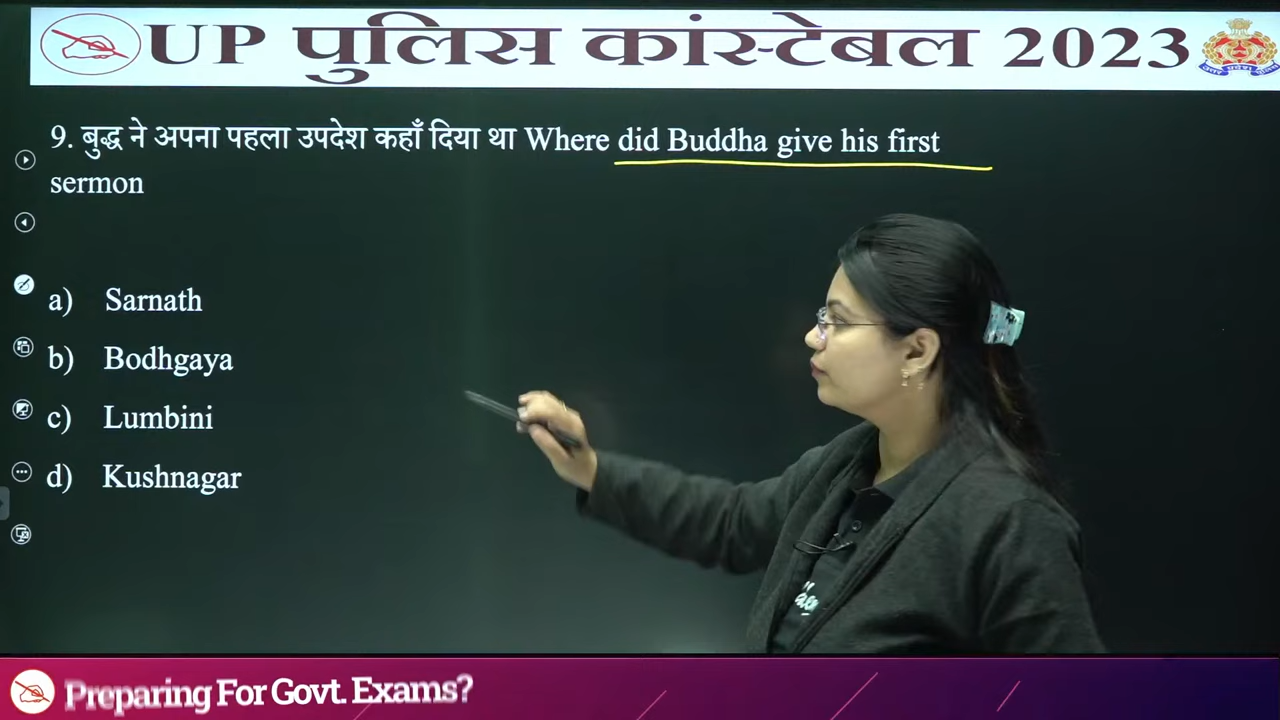 UP पुलिस कांस्टेबल 2023
9. बुद्ध ने अपना पहला उपदेश कहाँ दिया था Where did Buddha give his first
sermon
a) Sarnath
b) Bodhgaya
c) Lumbini
d) Kushnagar
Preparing For Govt. Exams?